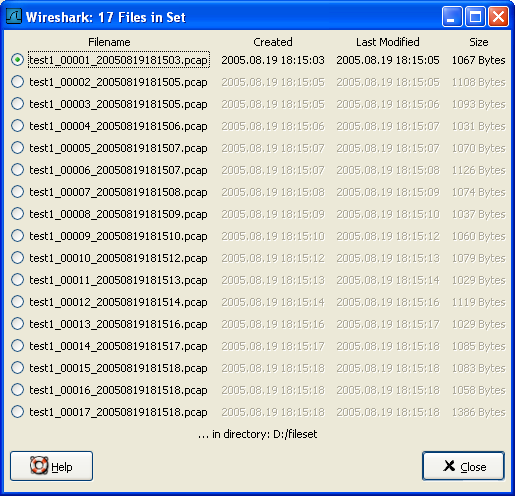 Wireshark: 17 Files in Set
Filename Created Last Modified Size
test1_00001_20050819181503.pcap 2005.08.19 18:15:03 2005.08.19 18:15:05 1067 Bytes
test1_00002_20050819181505.pcap 2005.08.19 18:15:05 2005.08.19 18:15:05 1108 Bytes
test1_00003_20050819181505.pcap 2005.08.19 18:15:05 2005.08.19 18:15:06 1093 Bytes
test1_00004_20050819181506.pcap 2005.08.19 18:15:06 2005.08.19 18:15:07 1031 Bytes
test1_00005_20050819181507.pcap 2005.08.19 18:15:07 2005.08.19 18:15:07 1070 Bytes
test1_00006_20050819181507.pcap 2005.08.19 18:15:07 2005.08.19 18:15:08 1126 Bytes
test1_00007_20050819181508.pcap 2005.08.19 18:15:08 2005.08.19 18:15:09 1074 Bytes
test1_00008_20050819181509.pcap 2005.08.19 18:15:09 2005.08.19 18:15:10 1037 Bytes
test1_00009_20050819181510.pcap 2005.08.19 18:15:10 2005.08.19 18:15:12 1060 Bytes
test1_00010_20050819181512.pcap 2005.08.19 18:15:12 2005.08.19 18:15:13 1079 Bytes
test1_00011_20050819181513.pcap 2005.08.19 18:15:13 2005.08.19 18:15:14 1029 Bytes
test1_00012_20050819181514.pcap 2005.08.19 18:15:14 2005.08.19 18:15:16 1119 Bytes
test1_00013_20050819181516.pcap 2005.08.19 18:15:16 2005.08.19 18:15:17 1029 Bytes
test1_00014_20050819181517.pcap 2005.08.19 18:15:17 2005.08.19 18:15:18 1085 Bytes
test1_00015_20050819181518.pcap 2005.08.19 18:15:18 2005.08.19 18:15:18 1083 Bytes
test1_00016_20050819181518.pcap 2005.08.19 18:15:18 2005.08.19 18:15:18 1058 Bytes
test1_00017_20050819181518.pcap 2005.08.19 18:15:18 2005.08.19 18:15:18 1386 Bytes
... in directory: D:/fileset
Help Close